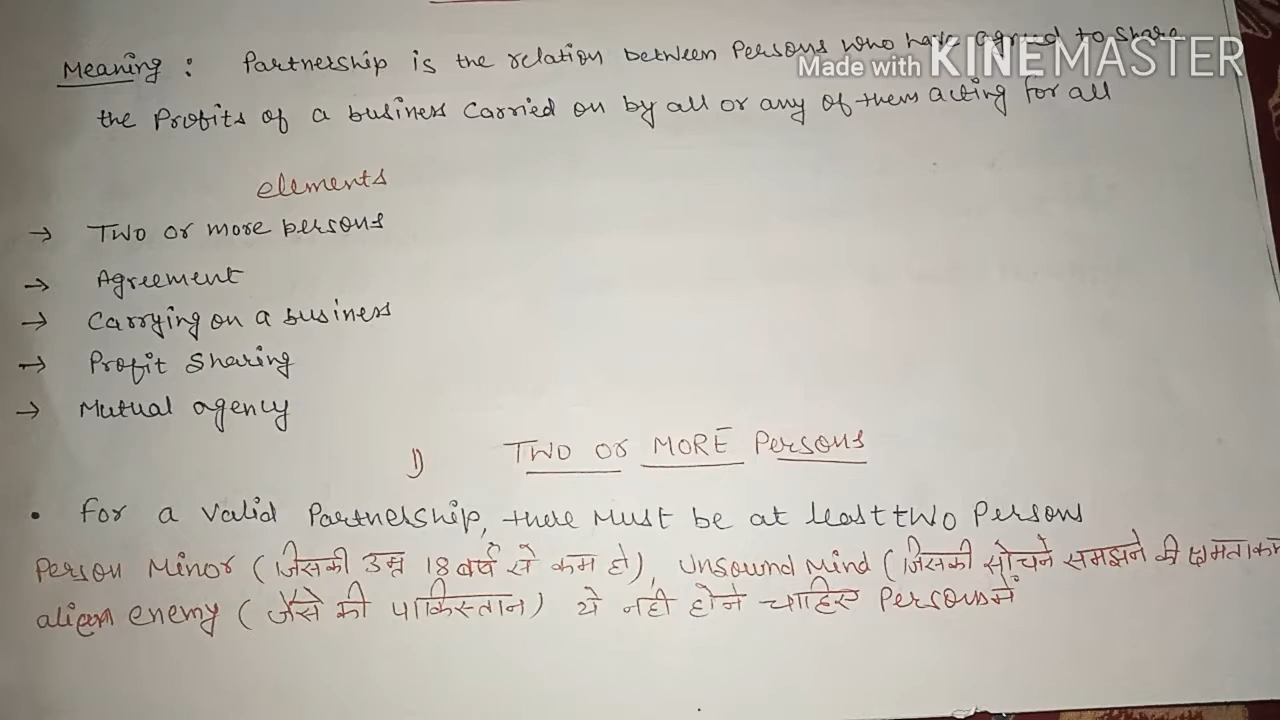 Meaning : Partnership is the relation between Persons who have agreed to share
Made with KINEMASTER
the Profits of a business Carried on by all or any of them acting for all
elements
→ Two or more persons
→ Agreement
→ Carrying on a business
→ Profit Sharing
→ Mutual agency
1) TWO or MORE Persons
• For a Valid Partnership, there Must be at least two Persons
Person Minor (जिसकी उम्र 18 वर्ष से कम हो), Unsound Mind (जिसकी सोचने समझने की क्षमता कम
enemy (जैसे की पाकिस्तान) ये नही होने चाहिए Persons में